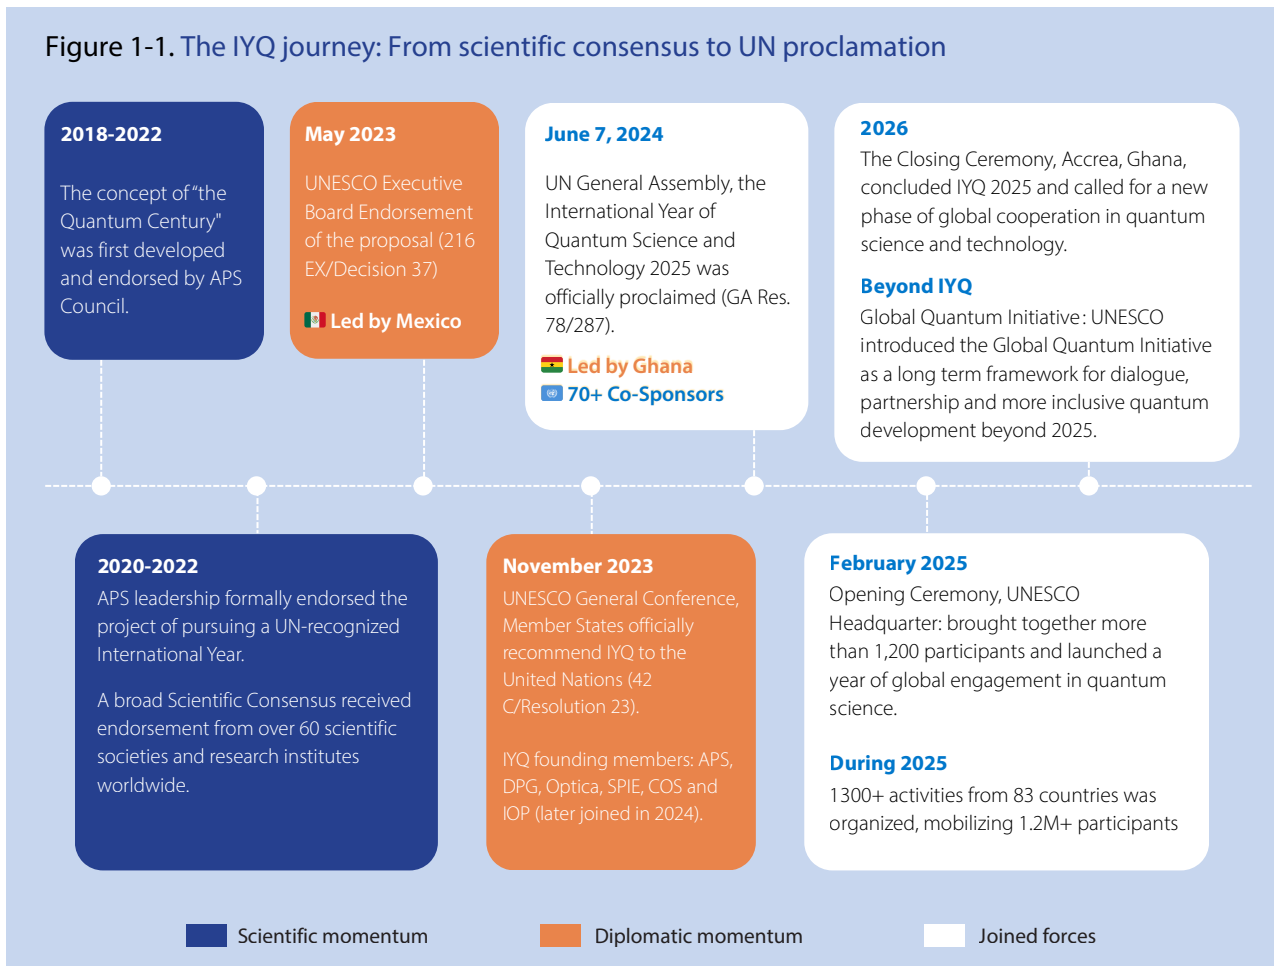 Figure 1-1. The IYQ journey: From scientific consensus to UN proclamation
2018-2022
The concept of “the
Quantum Century"
was first developed
and endorsed by APS
Council.
May 2023
UNESCO Executive
Board Endorsement
of the proposal (216
EX/Decision 37)
Led by Mexico
June 7, 2024
UN General Assembly, the
International Year of
Quantum Science and
Technology 2025 was
officially proclaimed (GA Res.
78/287).
Led by Ghana
70+ Co-Sponsors
2026
The Closing Ceremony, Accrea, Ghana,
concluded IYQ 2025 and called for a new
phase of global cooperation in quantum
science and technology.
Beyond IYQ
Global Quantum Initiative: UNESCO
introduced the Global Quantum Initiative
as a long term framework for dialogue,
partnership and more inclusive quantum
development beyond 2025.
2020-2022
APS leadership formally endorsed the
project of pursuing a UN-recognized
International Year.
A broad Scientific Consensus received
endorsement from over 60 scientific
societies and research institutes
worldwide.
November 2023
UNESCO General Conference,
Member States officially
recommend IYQ to the
United Nations (42
C/Resolution 23).
IYQ founding members: APS,
DPG, Optica, SPIE, COS and
IOP (later joined in 2024).
February 2025
Opening Ceremony, UNESCO
Headquarter: brought together more
than 1,200 participants and launched a
year of global engagement in quantum
science.
During 2025
1300+ activities from 83 countries was
organized, mobilizing 1.2M+ participants
Scientific momentum
Diplomatic momentum
Joined forces